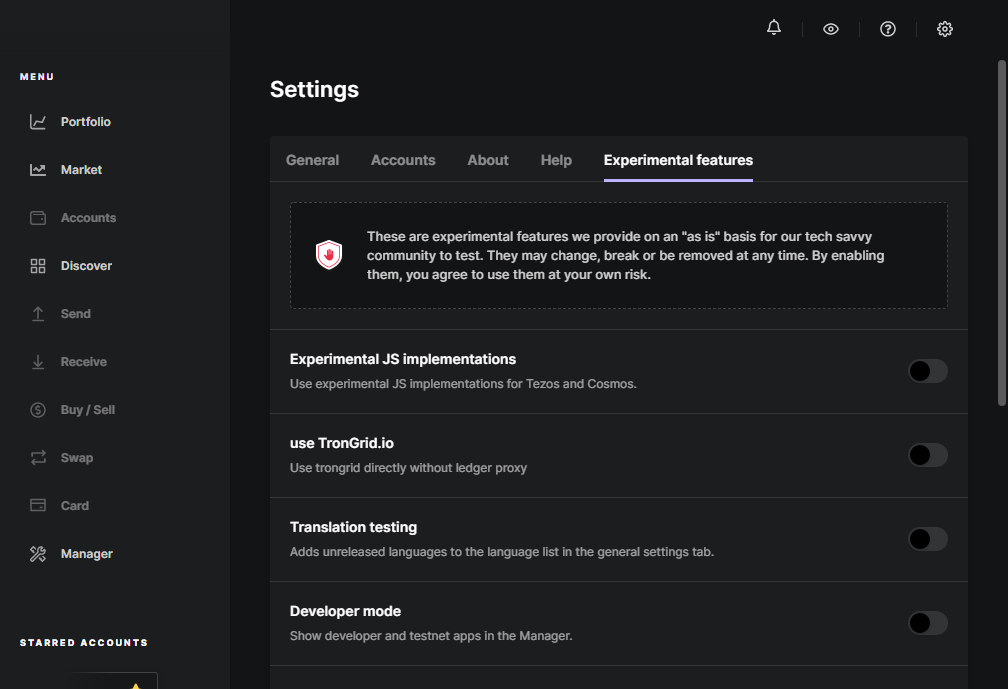 MENU
Portfolio
Market
Accounts
Discover
Send
Receive
Buy / Sell
Swap
Card
Manager
STARRED ACCOUNTS
Settings
General Accounts About Help Experimental features
These are experimental features we provide on an "as is" basis for our tech savvy
community to test. They may change, break or be removed at any time. By enabling
them, you agree to use them at your own risk.
Experimental JS implementations
Use experimental JS implementations for Tezos and Cosmos.
use TronGrid.io
Use trongrid directly without ledger proxy
Translation testing
Adds unreleased languages to the language list in the general settings tab.
Developer mode
Show developer and testnet apps in the Manager.